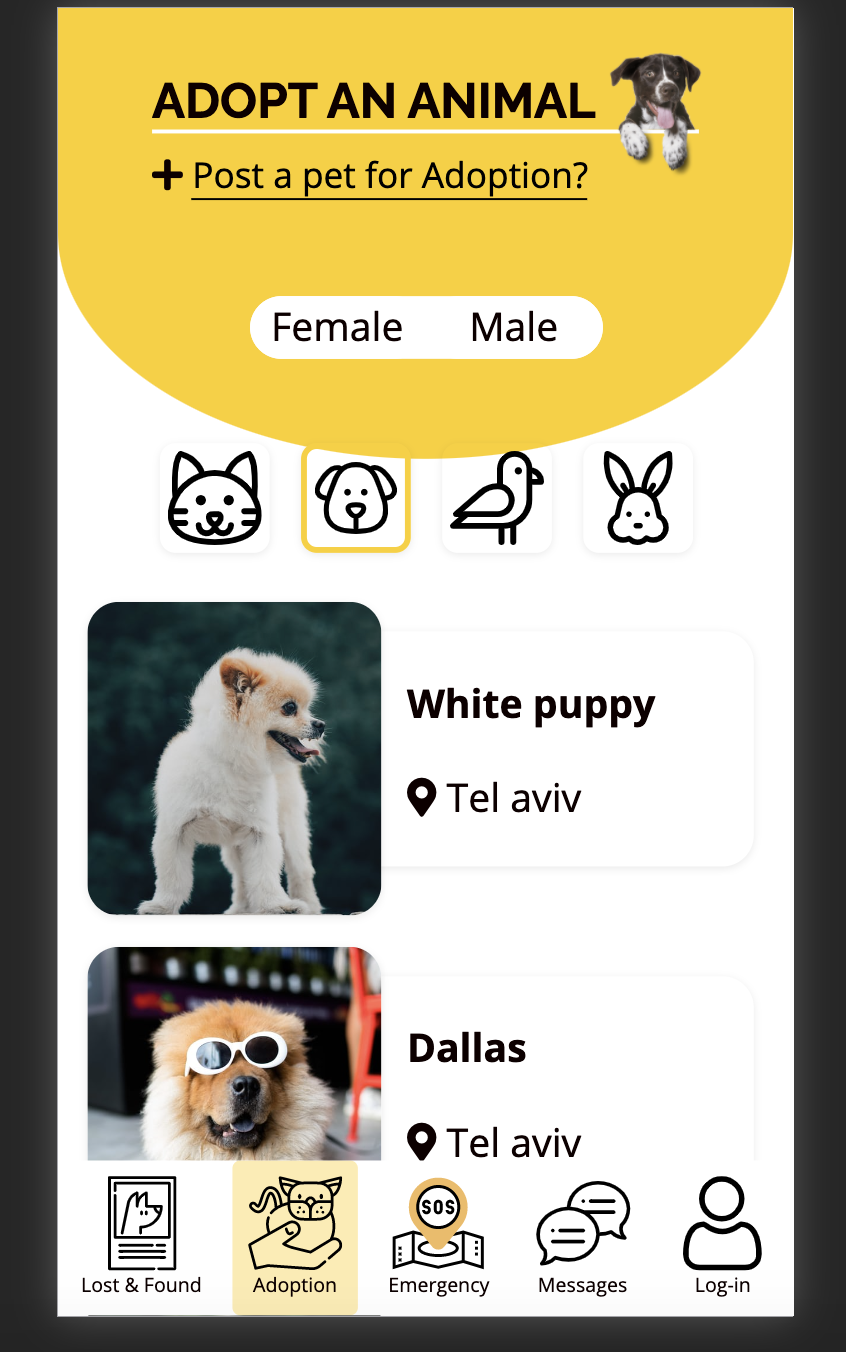 ADOPT AN ANIMAL
Post a pet for Adoption?
Female Male
White puppy
Tel aviv
Dallas
Tel aviv
SOS
Lost & Found Adoption Emergency Messages Log-in